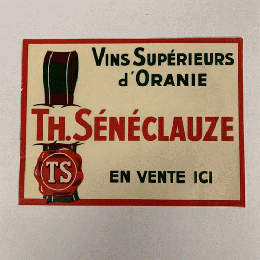 VINS SUPÉRIEURS
d'ORANIE
TH. SÉNÉCLAUZE
TS
EN VENTE ICI